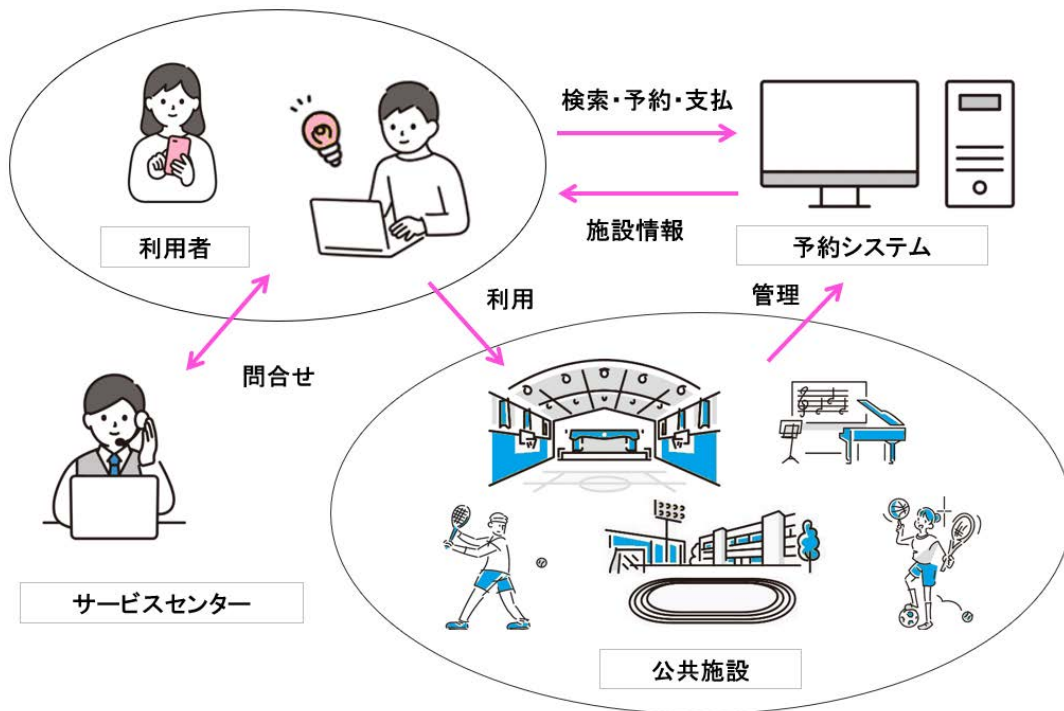 検索・予約・支払
施設情報
利用者
予約システム
利用
管理
問合せ
サービスセンター
公共施設